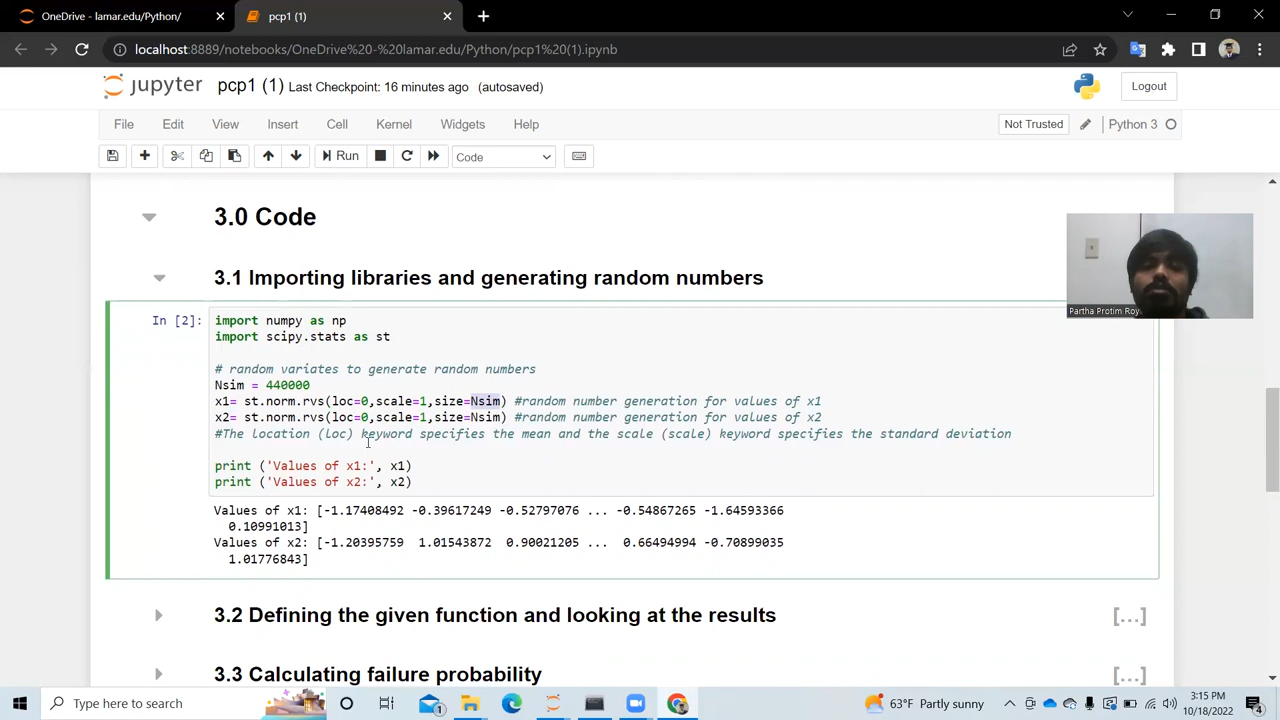 OneDrive - lamar.edu/Python/
pcp1 (1)
localhost:8889/notebooks/OneDrive%20-%20lamar.edu/Python/pcp1%20(1).ipynb
jupyter pcp1 (1) Last Checkpoint: 16 minutes ago (autosaved)
Logout
File Edit View Insert Cell Kernel Widgets Help
Not Trusted
Python 3
Run
Code
3.0 Code
3.1 Importing libraries and generating random numbers
Partha Protim Roy
In [2]:
import numpy as np
import scipy.stats as st
# random variates to generate random numbers
Nsim = 440000
x1= st.norm.rvs(loc=0,scale=1,size=Nsim) #random number generation for values of x1
x2= st.norm.rvs(loc=0,scale=1,size=Nsim) #random number generation for values of x2
#The location (loc) keyword specifies the mean and the scale (scale) keyword specifies the standard deviation
print ('Values of x1:', x1)
print ('Values of x2:', x2)
Values of x1: [-1.17408492 -0.39617249 -0.52797076 ... -0.54867265 -1.64593366
0.10991013]
Values of x2: [-1.20395759 1.01543872 0.90021205 ... 0.66494994 -0.70899035
1.01776843]
3.2 Defining the given function and looking at the results
[...]
3.3 Calculating failure probability
[...]
Type here to search
1
63°F Partly sunny
3:15 PM
10/18/2022
4